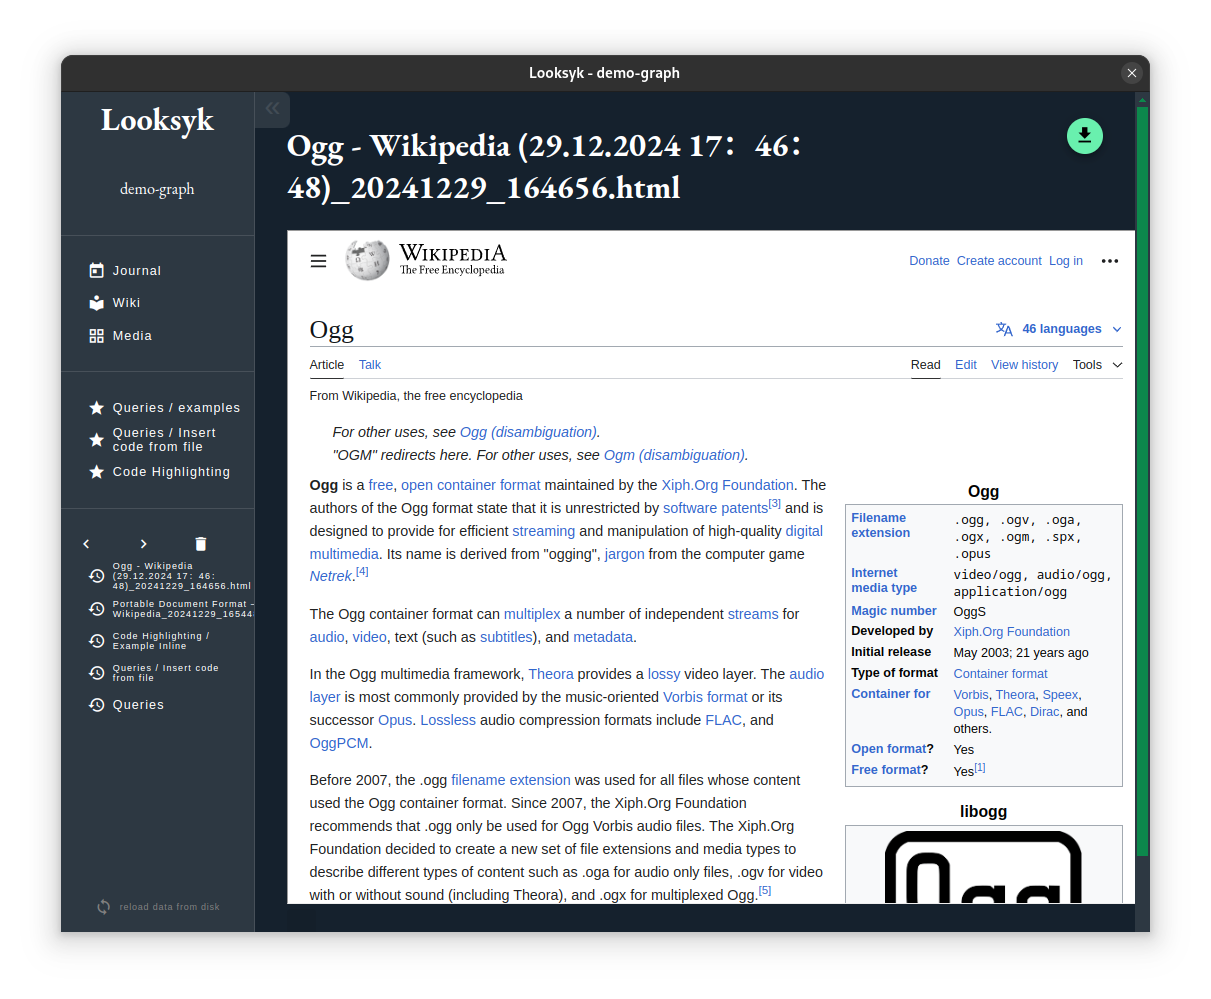 Looksyk - demo-graph
Looksyk
demo-graph
Journal
Wiki
Media
Queries / examples
Queries / Insert
code from file
Code Highlighting
Ogg - Wikipedia
(29.12.2024 17： 46：
48)_20241229_164656.html
Portable Document Format –
Wikipedia_20241229_16544
Code Highlighting /
Example Inline
Queries / Insert code
from file
Queries
reload data from disk
Ogg - Wikipedia (29.12.2024 17： 46：
48)_20241229_164656.html
WIKIPEDIA
The Free Encyclopedia
Donate Create account Log in
Ogg
46 languages
Article Talk
Read Edit View history Tools
From Wikipedia, the free encyclopedia
For other uses, see Ogg (disambiguation).
"OGM" redirects here. For other uses, see Ogm (disambiguation).
Ogg is a free, open container format maintained by the Xiph.Org Foundation. The
authors of the Ogg format state that it is unrestricted by software patents[3] and is
designed to provide for efficient streaming and manipulation of high-quality digital
multimedia. Its name is derived from "ogging", jargon from the computer game
Netrek.[4]
The Ogg container format can multiplex a number of independent streams for
audio, video, text (such as subtitles), and metadata.
In the Ogg multimedia framework, Theora provides a lossy video layer. The audio
layer is most commonly provided by the music-oriented Vorbis format or its
successor Opus. Lossless audio compression formats include FLAC, and
OggPCM.
Before 2007, the .ogg filename extension was used for all files whose content
used the Ogg container format. Since 2007, the Xiph.Org Foundation
recommends that .ogg only be used for Ogg Vorbis audio files. The Xiph.Org
Foundation decided to create a new set of file extensions and media types to
describe different types of content such as .oga for audio only files, .ogv for video
with or without sound (including Theora), and .ogx for multiplexed Ogg.[5]
Ogg
Filename
extension
.ogg, .ogv, .oga,
.ogx, .ogm, .spx,
.opus
Internet
media type
video/ogg, audio/ogg,
application/ogg
Magic number OggS
Developed by Xiph.Org Foundation
Initial release May 2003; 21 years ago
Type of format Container format
Container for Vorbis, Theora, Speex,
Opus, FLAC, Dirac, and
others.
Open format? Yes
Free format? Yes[1]
libogg
Ogg